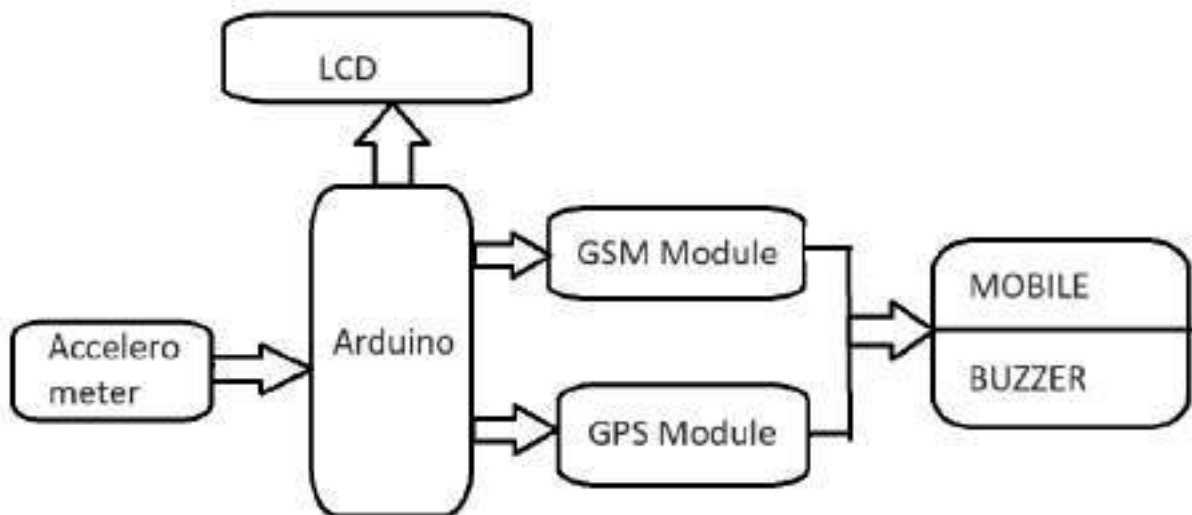 LCD
GSM Module
MOBILE
Accelero
meter
Arduino
BUZZER
GPS Module